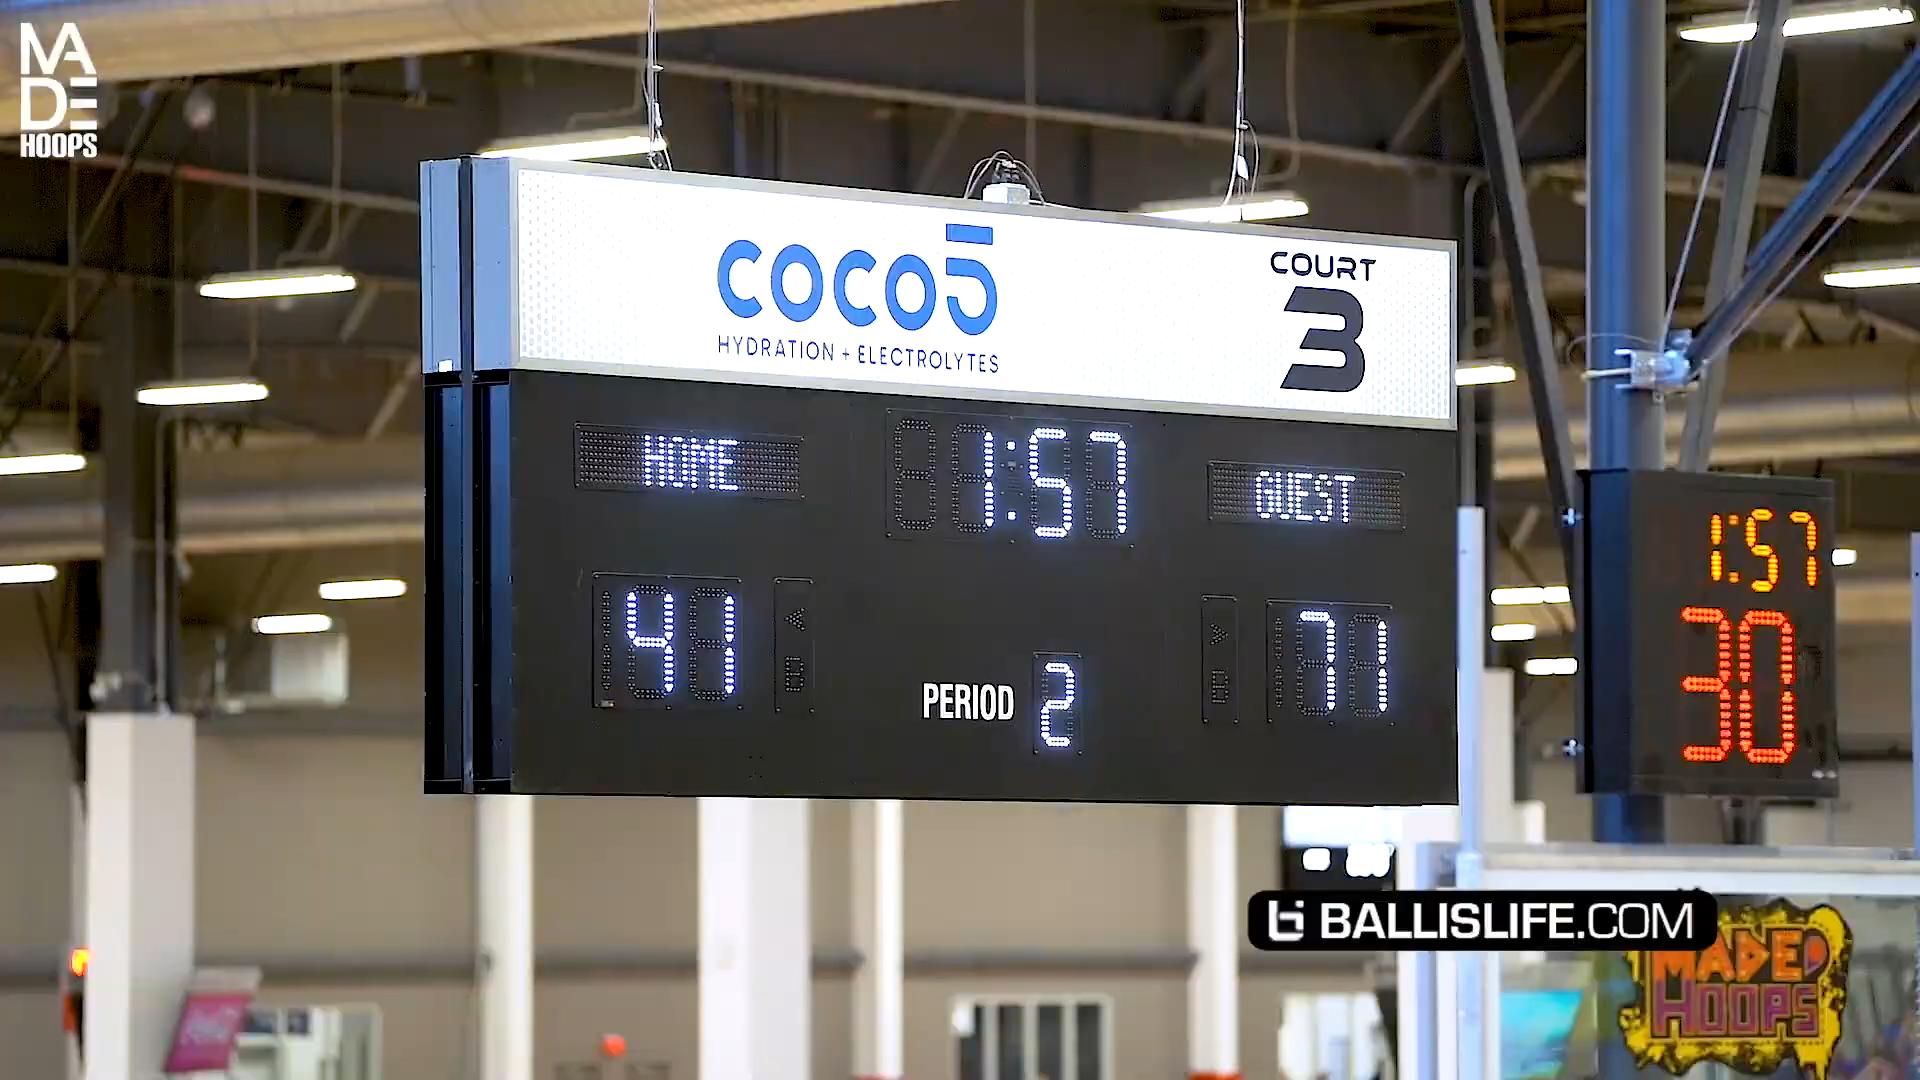 MADE
HOOPS
COCO5
HYDRATION + ELECTROLYTES
COURT
3
HOME
1:57
GUEST
41
71
PERIOD 2
1:57
30
BALLISLIFE.COM
MADE
HOOPS